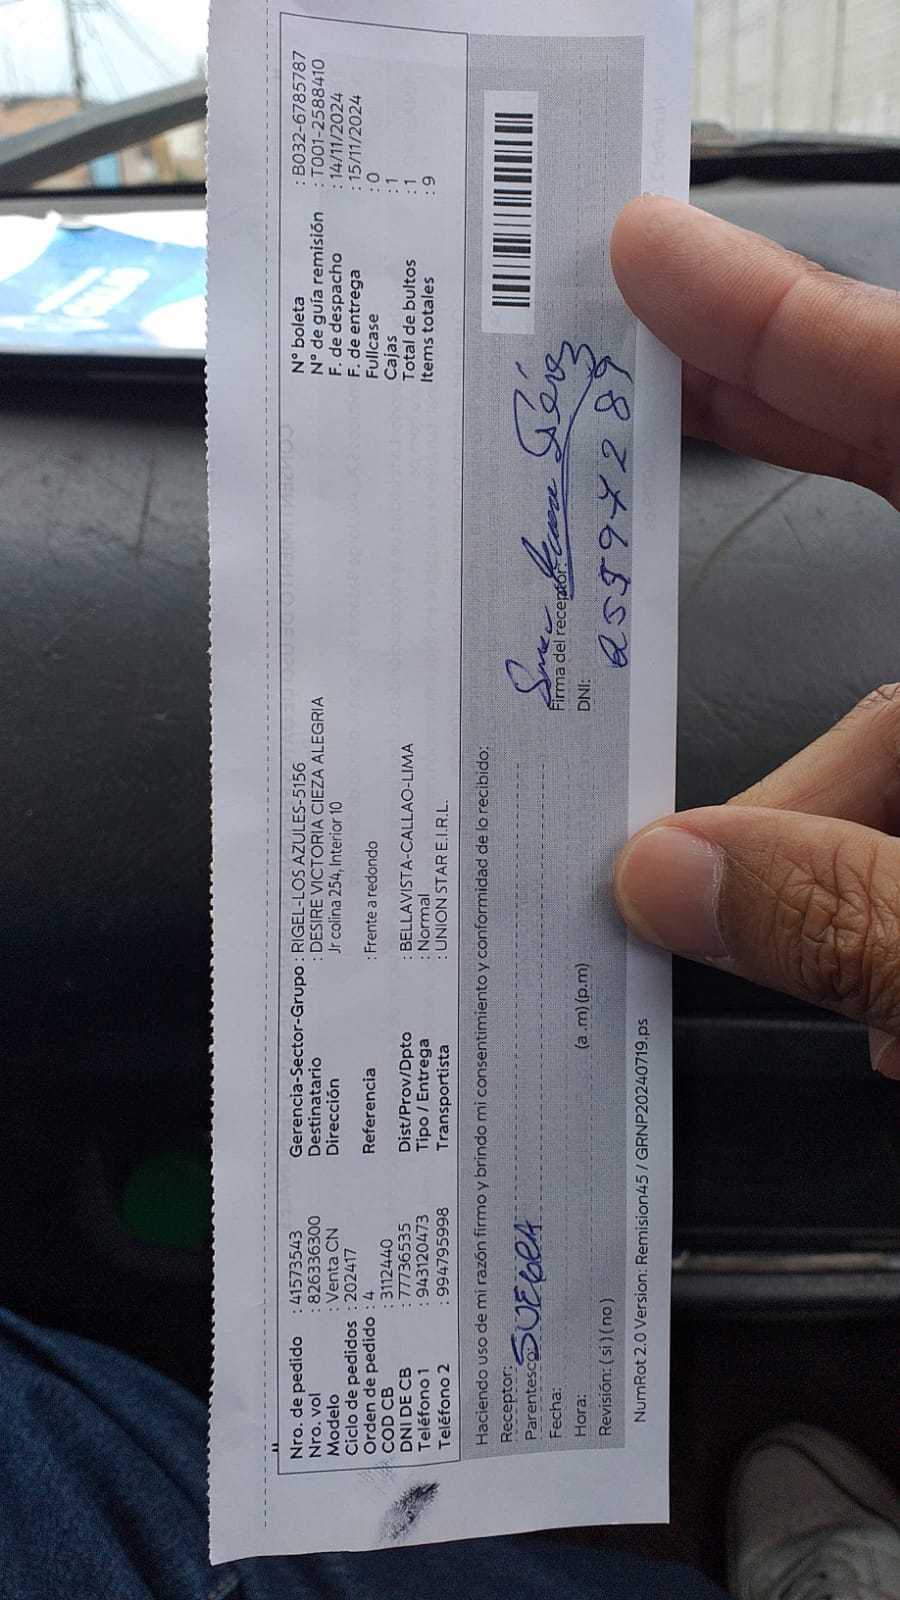 Nro. de pedido : 41573543
Nro. vol : 826336300
Modelo : Venta CN
Ciclo de pedidos : 202417
Orden de pedido : 4
COD CB : 3112440
DNI DE CB : 77736535
Teléfono 1 : 943120473
Teléfono 2 : 994795998
Gerencia-Sector-Grupo : RIGEL-LOS AZULES-5156
Destinatario : DESIRE VICTORIA CIEZA ALEGRIA
Dirección Jr colina 254, Interior 10
Referencia : Frente a redondo
Dist/Prov/Dpto : BELLAVISTA-CALLAO-LIMA
Tipo / Entrega : Normal
Transportista : UNION STAR E.I.R.L.
N° boleta : B032-6785787
N° de guía remisión : T001-2588410
F. de despacho : 14/11/2024
F. de entrega : 15/11/2024
Fullcase : 0
Cajas : 1
Total de bultos : 1
Items totales : 9
Haciendo uso de mi razón firmo y brindo mi consentimiento y conformidad de lo recibido:
Receptor:
Parentesco: SUEGRA
Fecha:
Hora: (a .m) (p.m)
Revisión: ( si ) ( no )
Firma del receptor: Pérez
DNI:
NumRot 2.0 Version: Remision45 / GRNP20240719.ps